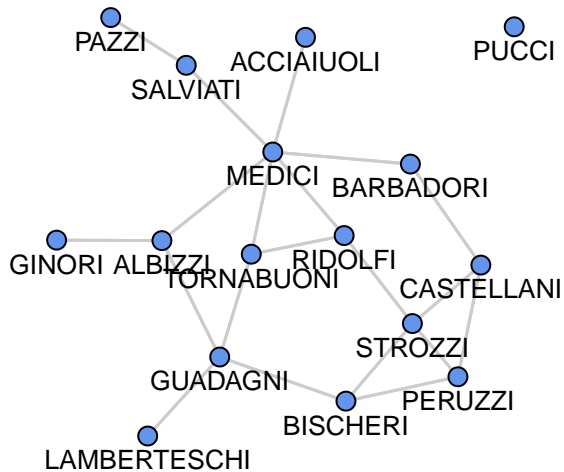 PAZZI
ACCIAIUOLI
PUCCI
SALVIATI
MEDICI
BARBADORI
GINORI
ALBIZZI
TORNABUONI
RIDOLFI
CASTELLANI
STROZZI
GUADAGNI
PERUZZI
BISCHERI
LAMBERTESCHI